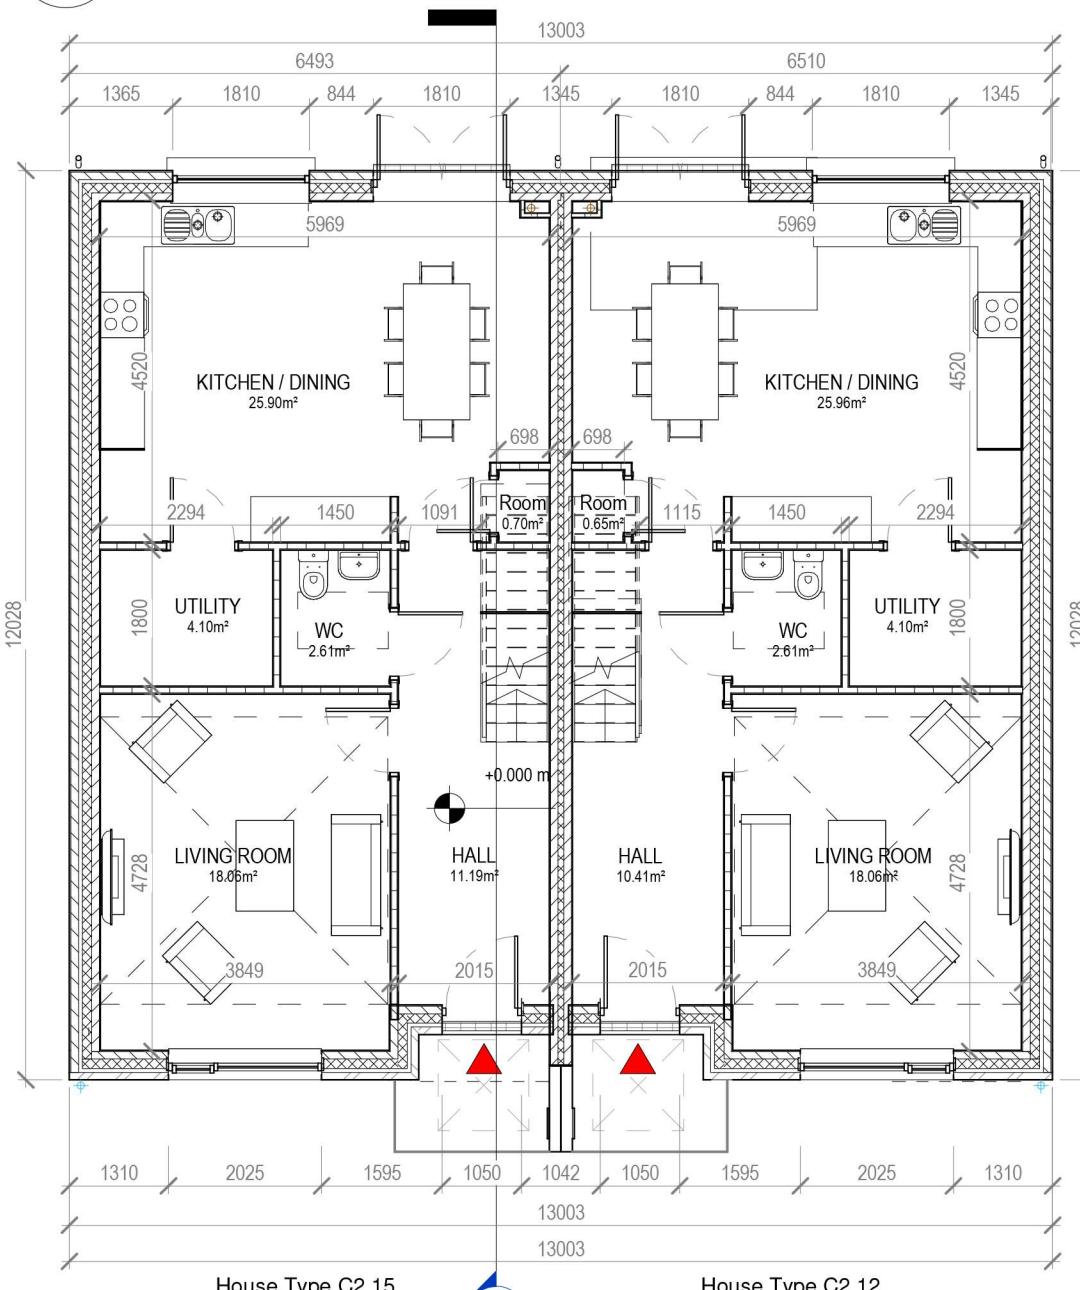 13003
6493
6510
1365
1810
844
1810
1345
1810
844
1810
1345
5969
5969
4520
4520
KITCHEN / DINING
25.90m²
KITCHEN / DINING
25.96m²
698
698
Room
0.70m²
Room
0.65m²
2294
1450
1091
1115
1450
2294
12028
12028
1800
1800
UTILITY
4.10m²
WC
2.61m²
WC
2.61m²
UTILITY
4.10m²
+0.000 m
LIVING ROOM
18.06m²
HALL
11.19m²
HALL
10.41m²
LIVING ROOM
18.06m²
4728
4728
3849
2015
2015
3849
1310
2025
1595
1050
1042
1050
1595
2025
1310
13003
13003
House Type C2.15
House Type C2.12